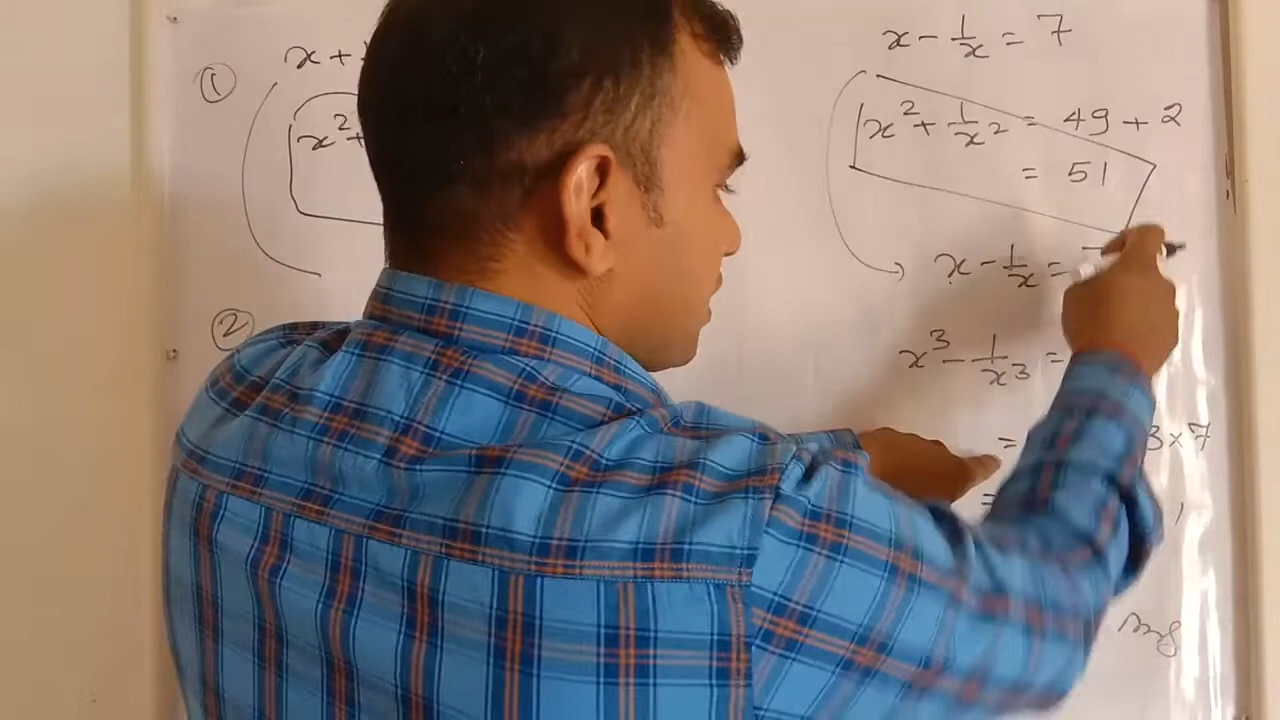 ① x +
x² +
②
x - 1/x = 7
x² + 1/x² = 49 + 2
= 51
x - 1/x =
x³ - 1/x³ =
= 3 × 7
=